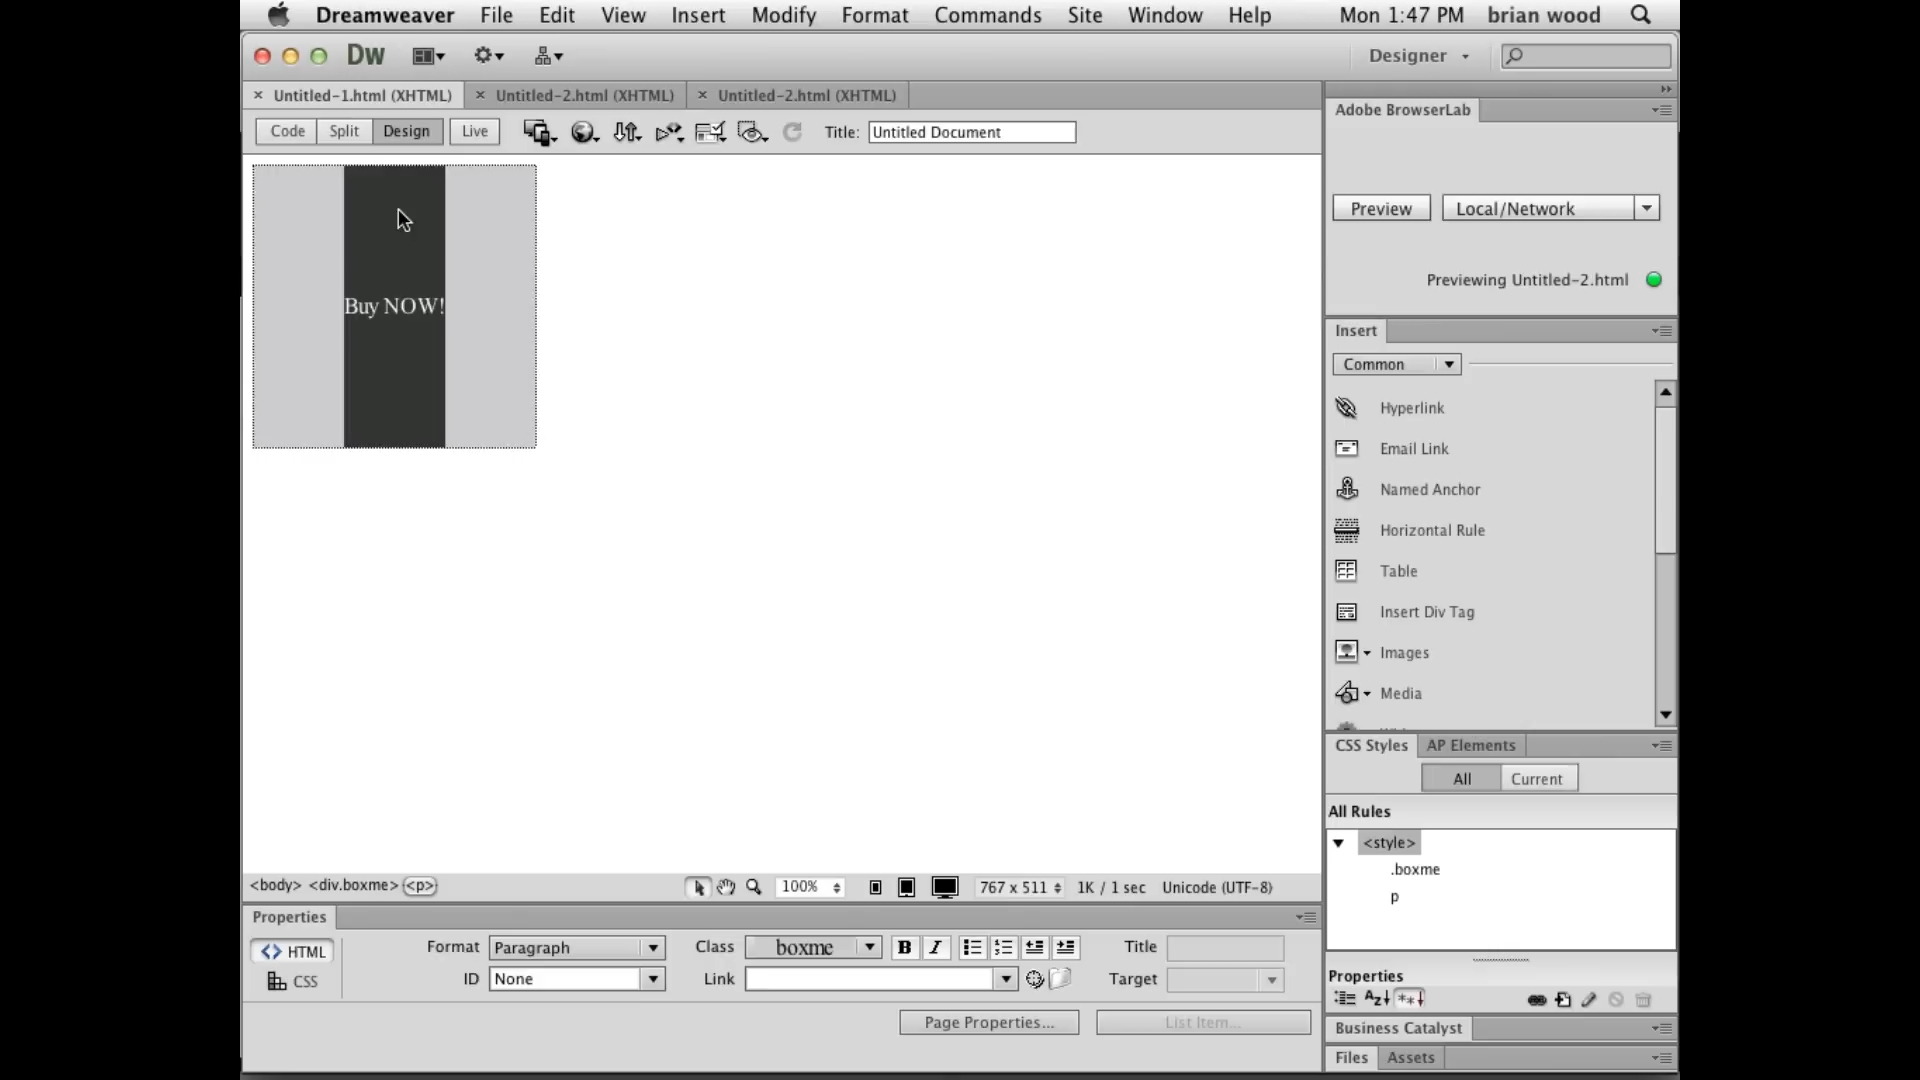 Dreamweaver File Edit View Insert Modify Format Commands Site Window Help Mon 1:47 PM brian wood
DW Designer
Untitled-1.html (XHTML) Untitled-2.html (XHTML) Untitled-2.html (XHTML)
Code Split Design Live Title: Untitled Document
Buy NOW!
Adobe BrowserLab
Preview Local/Network
Previewing Untitled-2.html
Insert
Common
Hyperlink
Email Link
Named Anchor
Horizontal Rule
Table
Insert Div Tag
Images
Media
CSS Styles AP Elements
All Current
All Rules
<style>
.boxme
p
Properties
Business Catalyst
Files Assets
<body> <div.boxme> <p> 100% 767 x 511 1K / 1 sec Unicode (UTF-8)
Properties
HTML Format Paragraph Class boxme B I Title
CSS ID None Link Target
Page Properties... List Item...